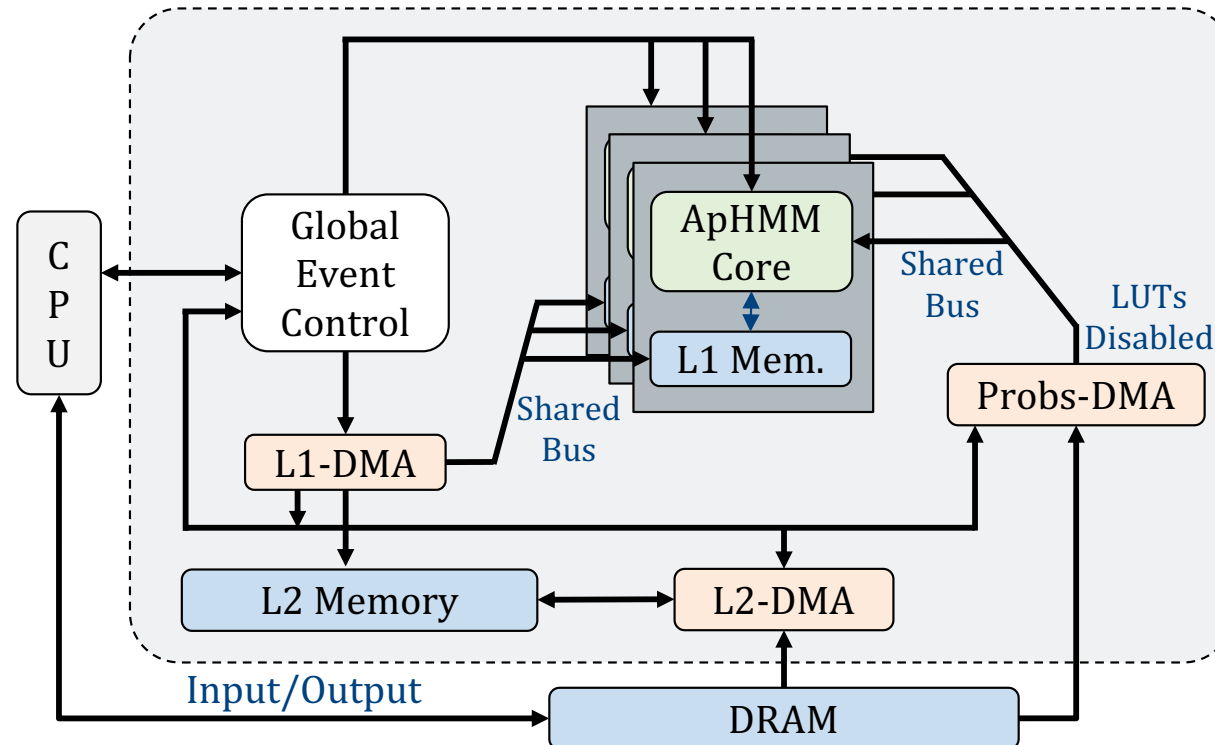 C
P
U
Global
Event
Control
ApHMM
Core
L1 Mem.
Shared
Bus
LUTs
Disabled
Probs-DMA
Shared
Bus
L1-DMA
L2 Memory
L2-DMA
Input/Output
DRAM